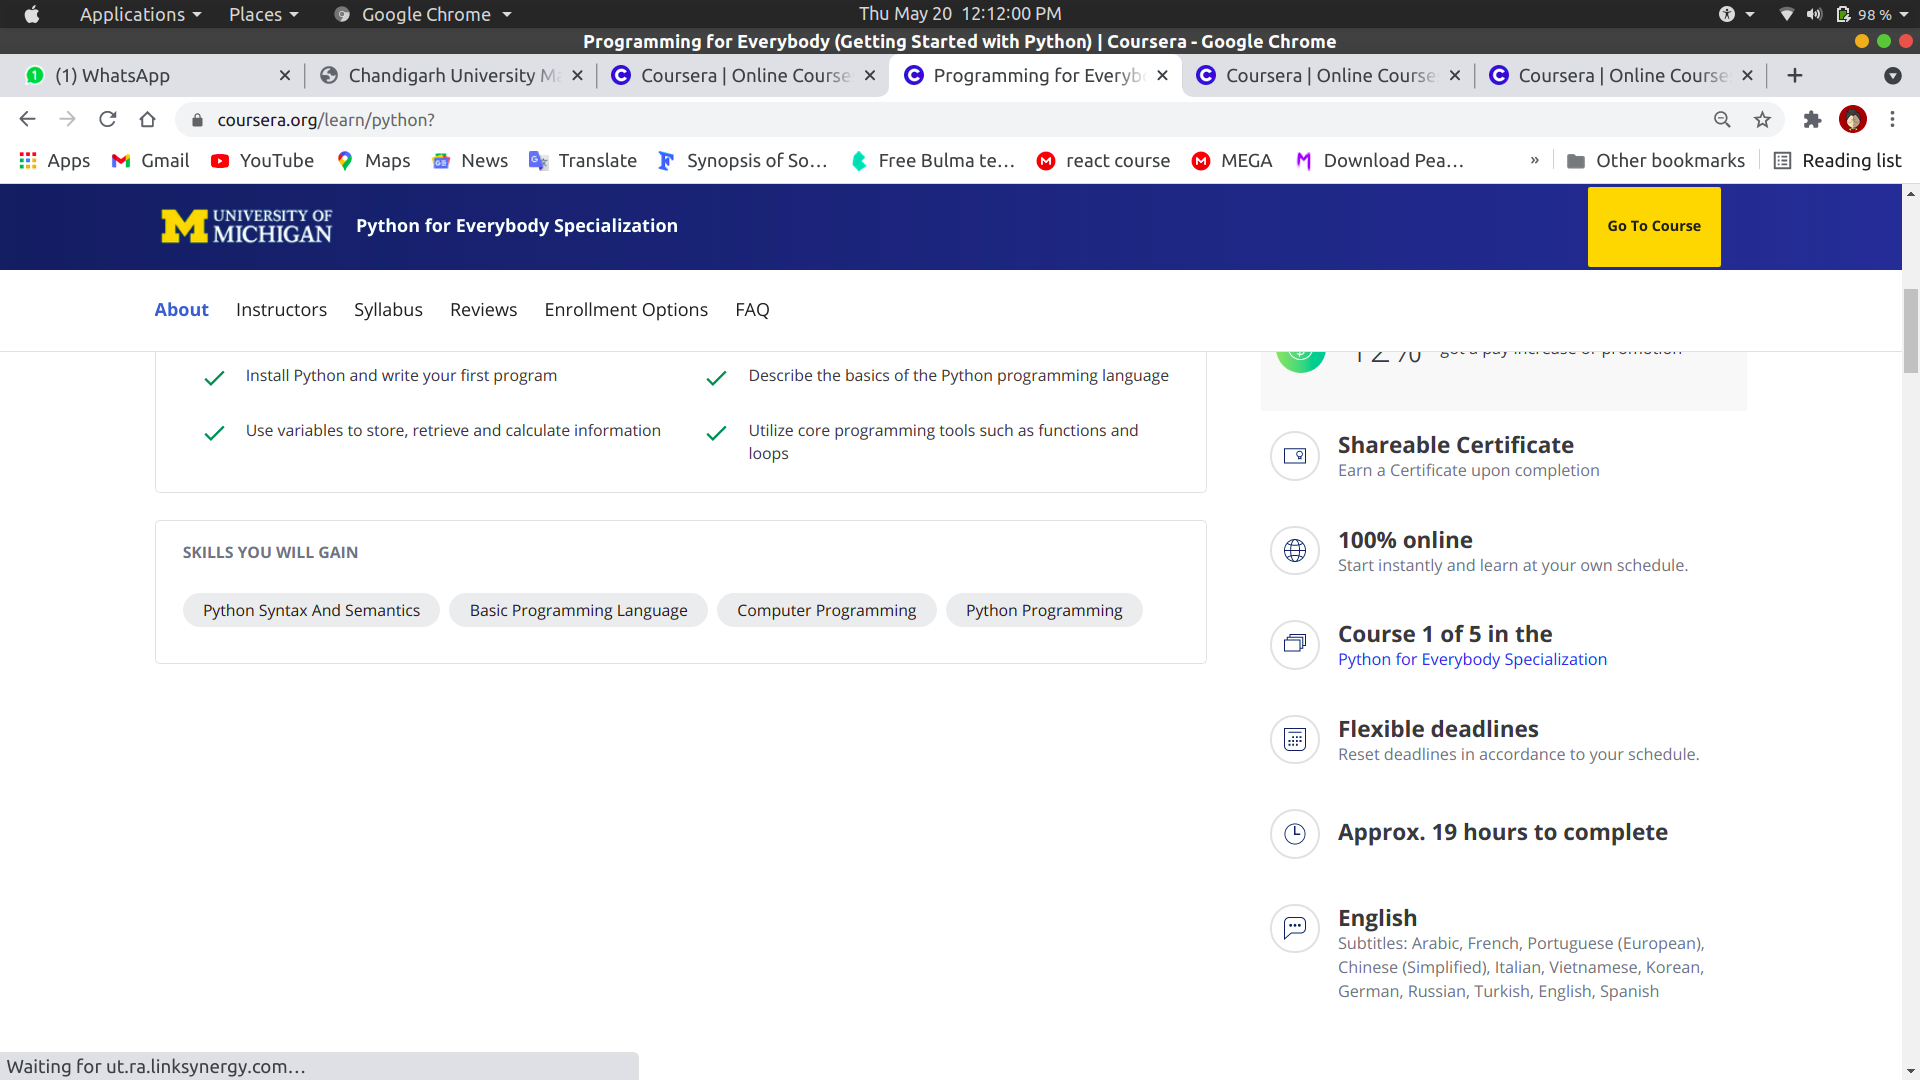 Applications Places Google Chrome Thu May 20 12:12:00 PM 98 %
Programming for Everybody (Getting Started with Python) | Coursera - Google Chrome
(1) WhatsApp Chandigarh University Ma Coursera | Online Course Programming for Everybo Coursera | Online Course Coursera | Online Course
coursera.org/learn/python?
Apps Gmail YouTube Maps News Translate Synopsis of So… Free Bulma te… react course MEGA Download Pea… » Other bookmarks Reading list
UNIVERSITY OF
MICHIGAN
Python for Everybody Specialization
Go To Course
About Instructors Syllabus Reviews Enrollment Options FAQ
Install Python and write your first program
Describe the basics of the Python programming language
Use variables to store, retrieve and calculate information
Utilize core programming tools such as functions and
loops
SKILLS YOU WILL GAIN
Python Syntax And Semantics Basic Programming Language Computer Programming Python Programming
12% got a pay increase or promotion
Shareable Certificate
Earn a Certificate upon completion
100% online
Start instantly and learn at your own schedule.
Course 1 of 5 in the
Python for Everybody Specialization
Flexible deadlines
Reset deadlines in accordance to your schedule.
Approx. 19 hours to complete
English
Subtitles: Arabic, French, Portuguese (European),
Chinese (Simplified), Italian, Vietnamese, Korean,
German, Russian, Turkish, English, Spanish
Waiting for ut.ra.linksynergy.com…